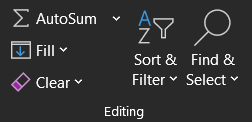 AutoSum
Fill
Clear
Sort &
Filter
Find &
Select
Editing